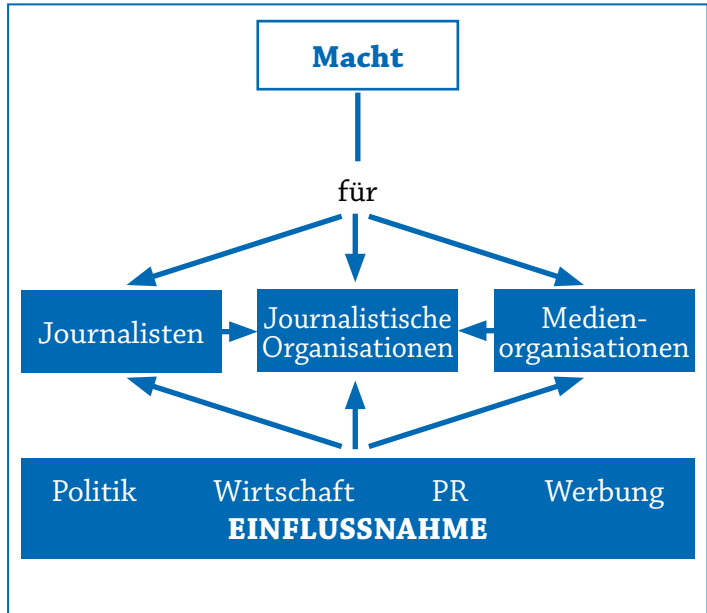 Macht
für
Journalisten
Journalistische
Organisationen
Medien-
organisationen
Politik Wirtschaft PR Werbung
EINFLUSSNAHME